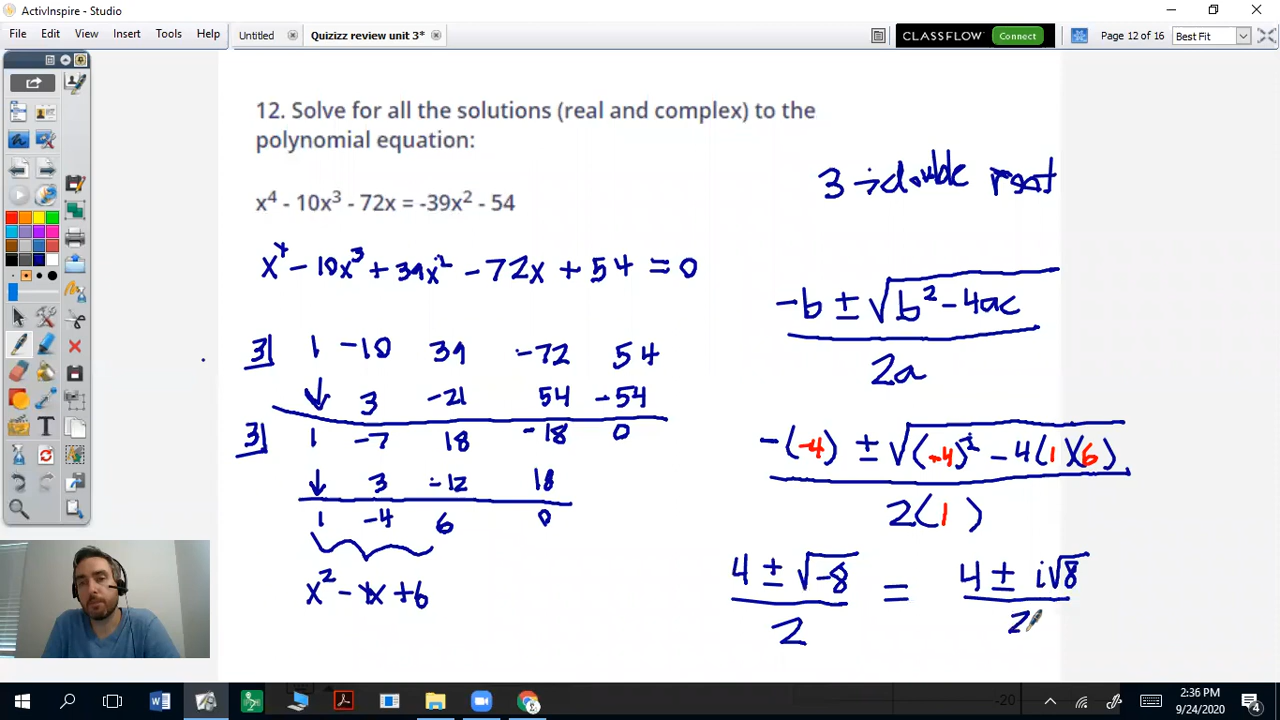 ActivInspire - Studio
File Edit View Insert Tools Help Untitled Quizizz review unit 3* CLASSFLOW Connect Page 12 of 16 Best Fit
12. Solve for all the solutions (real and complex) to the
polynomial equation:
x⁴ - 10x³ - 72x = -39x² - 54
3 → double root
x⁴ - 10x³ + 39x² - 72x + 54 = 0
-b ± √b² - 4ac
2a
3| 1 -10 39 -72 54
↓ 3 -21 54 -54
3| 1 -7 18 -18 0
↓ 3 -12 18
1 -4 6 0
x² - 4x + 6
-(-4) ± √(-4)² - 4(1)(6)
2(1)
4 ± √-8 = 4 ± i√8
2 2
-20
2:36 PM
9/24/2020
4